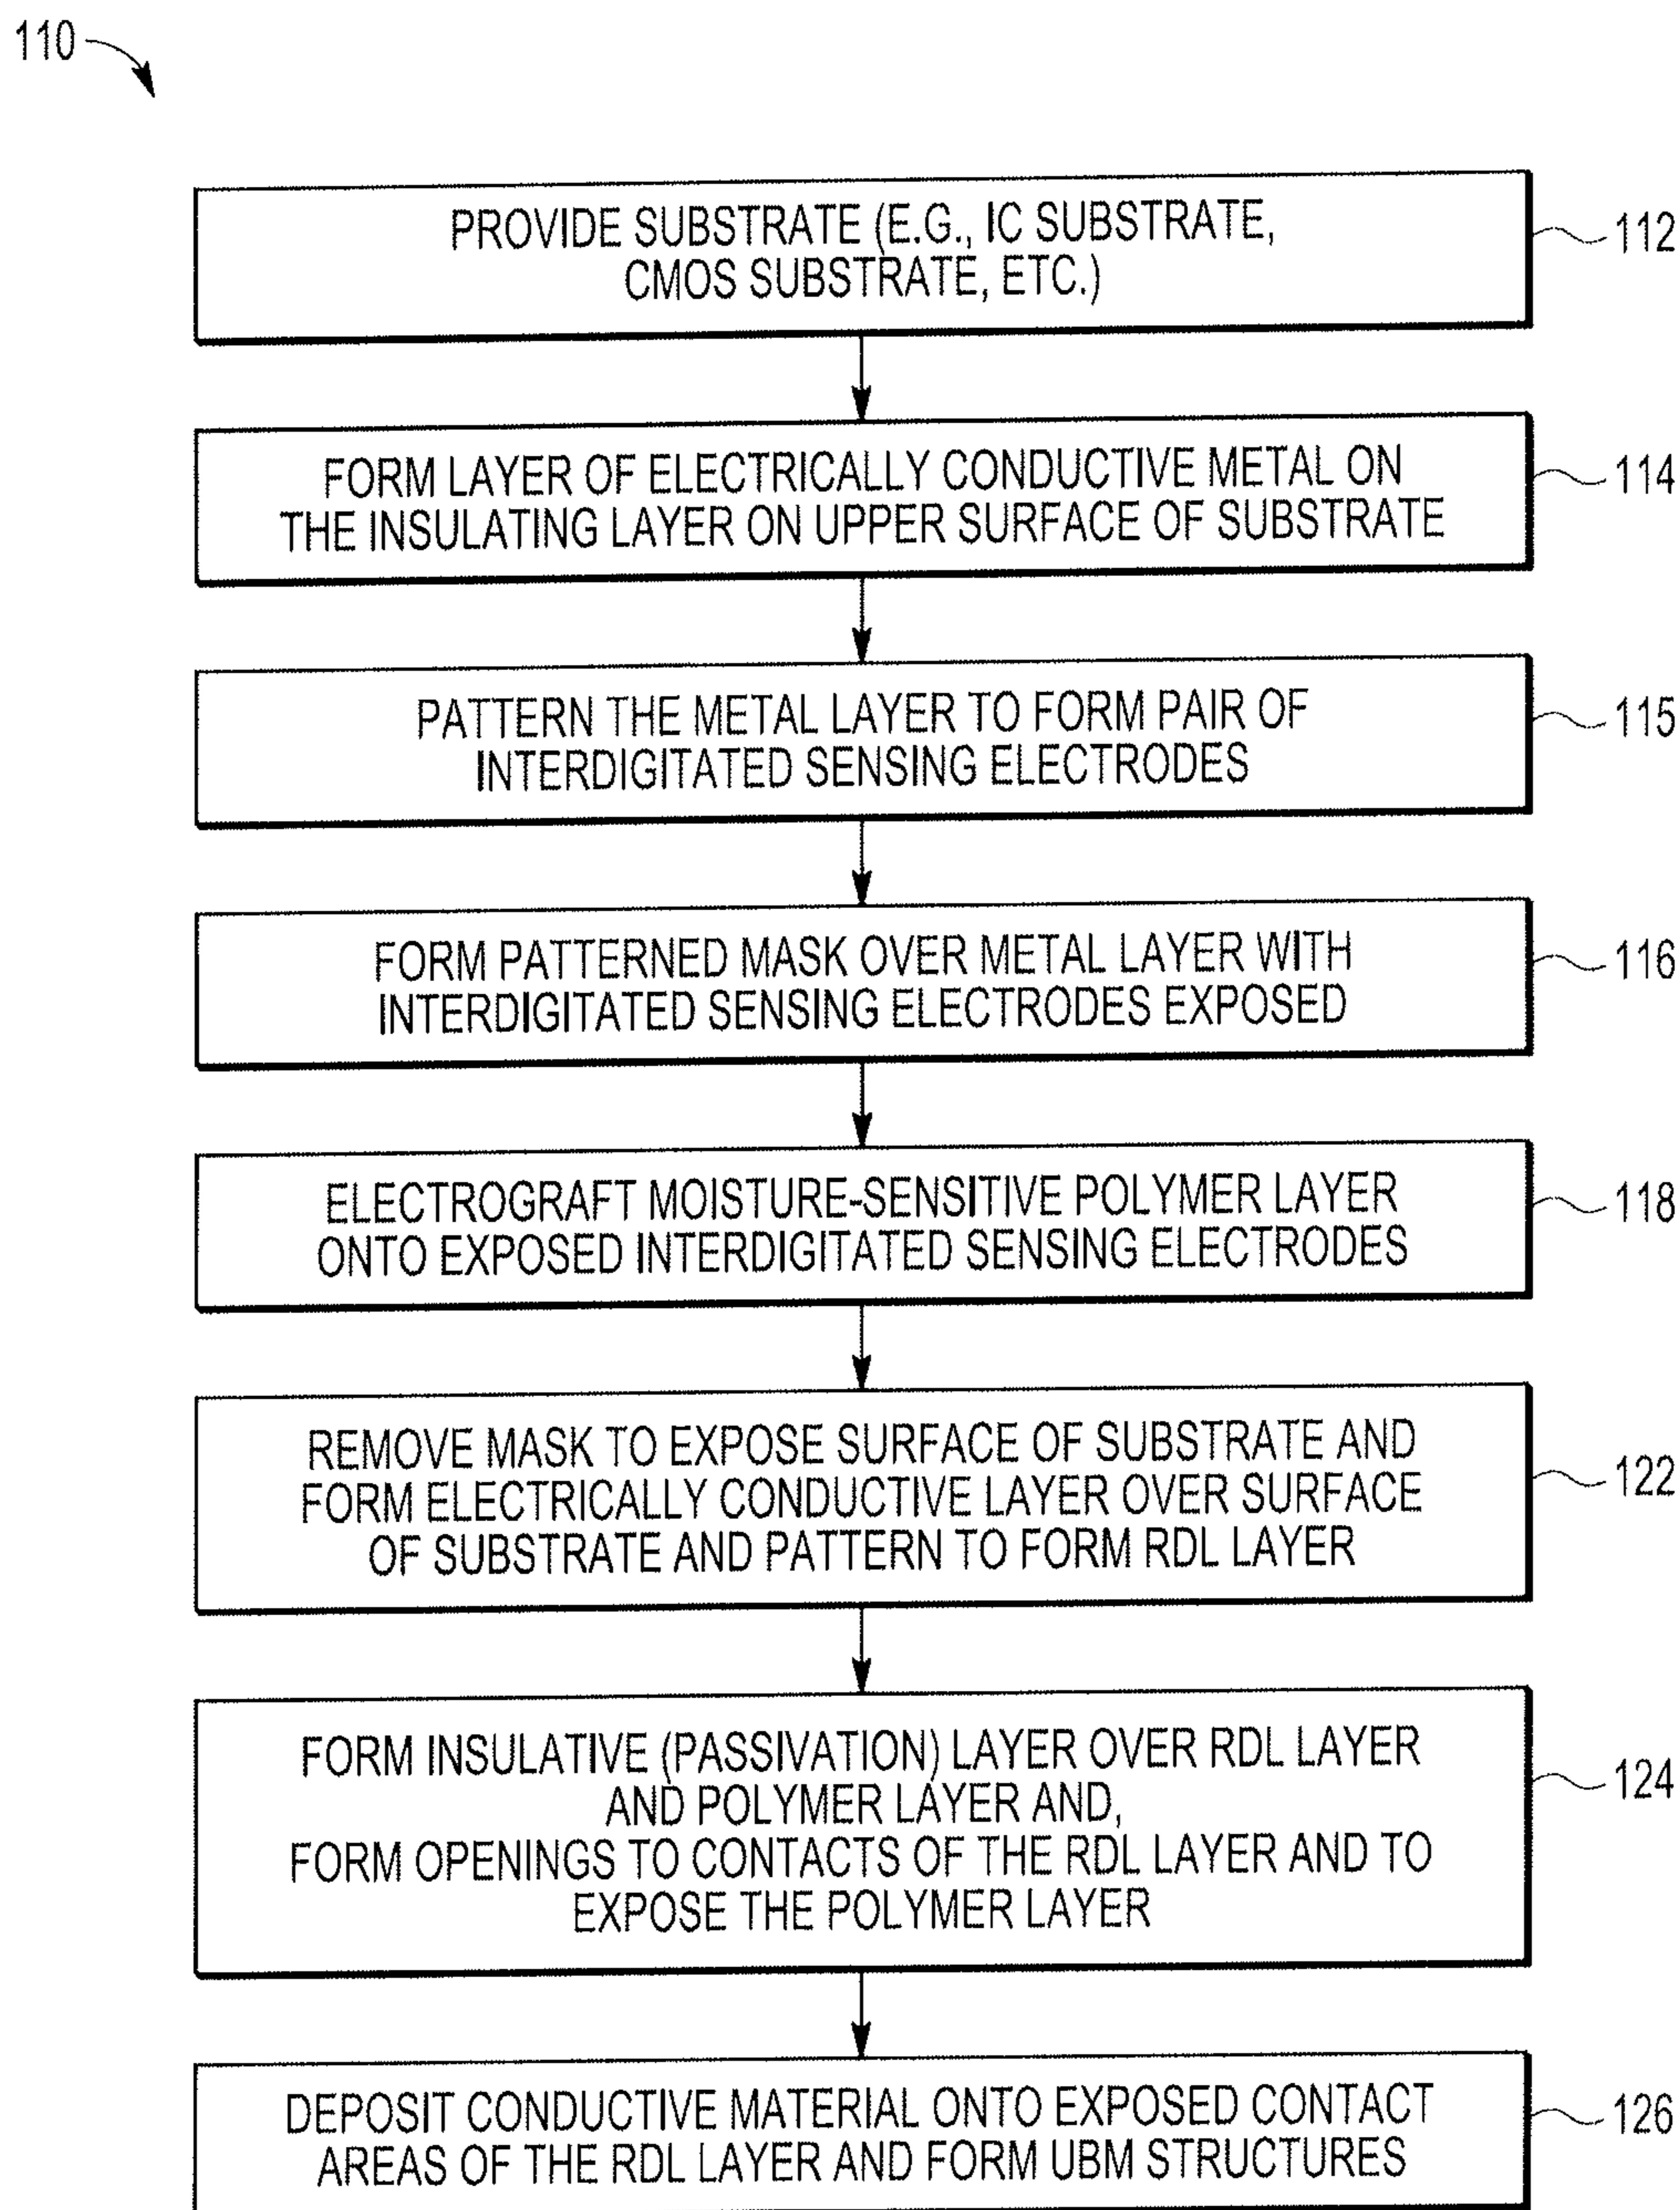 110
PROVIDE SUBSTRATE (E.G., IC SUBSTRATE,
CMOS SUBSTRATE, ETC.)
112
FORM LAYER OF ELECTRICALLY CONDUCTIVE METAL ON
THE INSULATING LAYER ON UPPER SURFACE OF SUBSTRATE
114
PATTERN THE METAL LAYER TO FORM PAIR OF
INTERDIGITATED SENSING ELECTRODES
115
FORM PATTERNED MASK OVER METAL LAYER WITH
INTERDIGITATED SENSING ELECTRODES EXPOSED
116
ELECTROGRAFT MOISTURE-SENSITIVE POLYMER LAYER
ONTO EXPOSED INTERDIGITATED SENSING ELECTRODES
118
REMOVE MASK TO EXPOSE SURFACE OF SUBSTRATE AND
FORM ELECTRICALLY CONDUCTIVE LAYER OVER SURFACE
OF SUBSTRATE AND PATTERN TO FORM RDL LAYER
122
FORM INSULATIVE (PASSIVATION) LAYER OVER RDL LAYER
AND POLYMER LAYER AND,
FORM OPENINGS TO CONTACTS OF THE RDL LAYER AND TO
EXPOSE THE POLYMER LAYER
124
DEPOSIT CONDUCTIVE MATERIAL ONTO EXPOSED CONTACT
AREAS OF THE RDL LAYER AND FORM UBM STRUCTURES
126